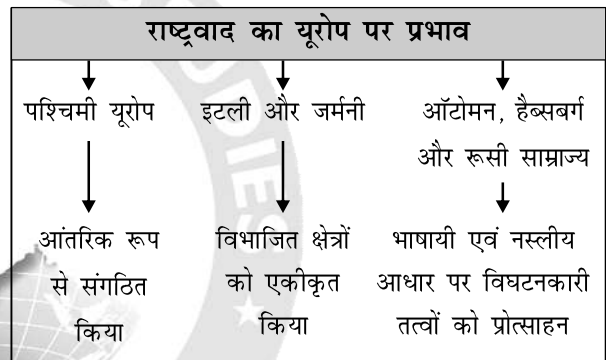 राष्ट्रवाद का यूरोप पर प्रभाव
पश्चिमी यूरोप
इटली और जर्मनी
ऑटोमन, हैब्सबर्ग
और रूसी साम्राज्य
आंतरिक रूप
से संगठित
किया
विभाजित क्षेत्रों
को एकीकृत
किया
भाषायी एवं नस्लीय
आधार पर विघटनकारी
तत्वों को प्रोत्साहन